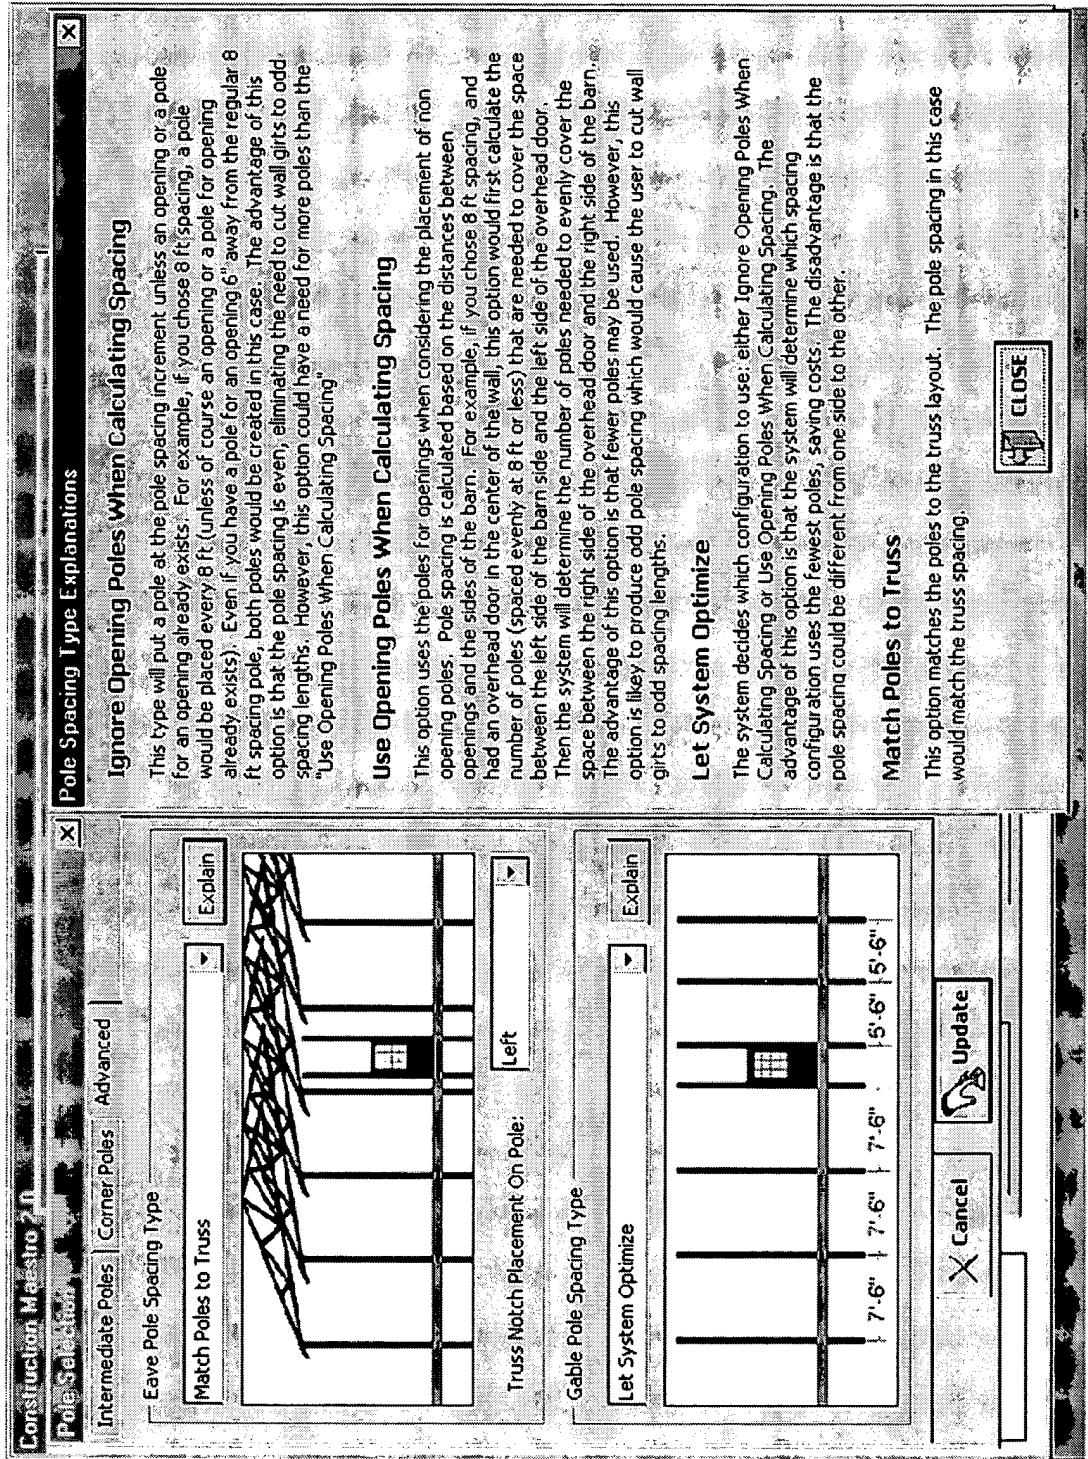 Construction Maestro 2.0
Pole Selection
Intermediate Poles
Corner Poles
Advanced
Eave Pole Spacing Type
Match Poles to Truss
Explain
Truss Notch Placement On Pole:
Left
Gable Pole Spacing Type
Let System Optimize
Explain
7'-6" 7'-6" 7'-6" 5'-6" 5'-6"
Cancel
Update
Pole Spacing Type Explanations
Ignore Opening Poles When Calculating Spacing
This type will put a pole at the pole spacing increment unless an opening or a pole
for an opening already exists. For example, if you chose 8 ft spacing, a pole
would be placed every 8 ft (unless of course an opening or a pole for opening
already exists). Even if you have a pole for an opening 6" away from the regular 8
ft spacing pole, both poles would be created in this case. The advantage of this
option is that the pole spacing is even, eliminating the need to cut wall girts to odd
spacing lengths. However, this option could have a need for more poles than the
"Use Opening Poles When Calculating Spacing"
Use Opening Poles When Calculating Spacing
This option uses the poles for openings when considering the placement of non
opening poles. Pole spacing is calculated based on the distances between
openings and the sides of the barn. For example, if you chose 8 ft spacing, and
had an overhead door in the center of the wall, this option would first calculate the
number of poles (spaced evenly at 8 ft or less) that are needed to cover the space
between the left side of the barn side and the left side of the overhead door.
Then the system will determine the number of poles needed to evenly cover the
space between the right side of the overhead door and the right side of the barn.
The advantage of this option is that fewer poles may be used. However, this
option is likely to produce odd pole spacing which would cause the user to cut wall
girts to odd spacing lengths.
Let System Optimize
The system decides which configuration to use: either Ignore Opening Poles When
Calculating Spacing or Use Opening Poles When Calculating Spacing. The
advantage of this option is that the system will determine which spacing
configuration uses the fewest poles, saving costs. The disadvantage is that the
pole spacing could be different from one side to the other.
Match Poles to Truss
This option matches the poles to the truss layout. The pole spacing in this case
would match the truss spacing.
CLOSE